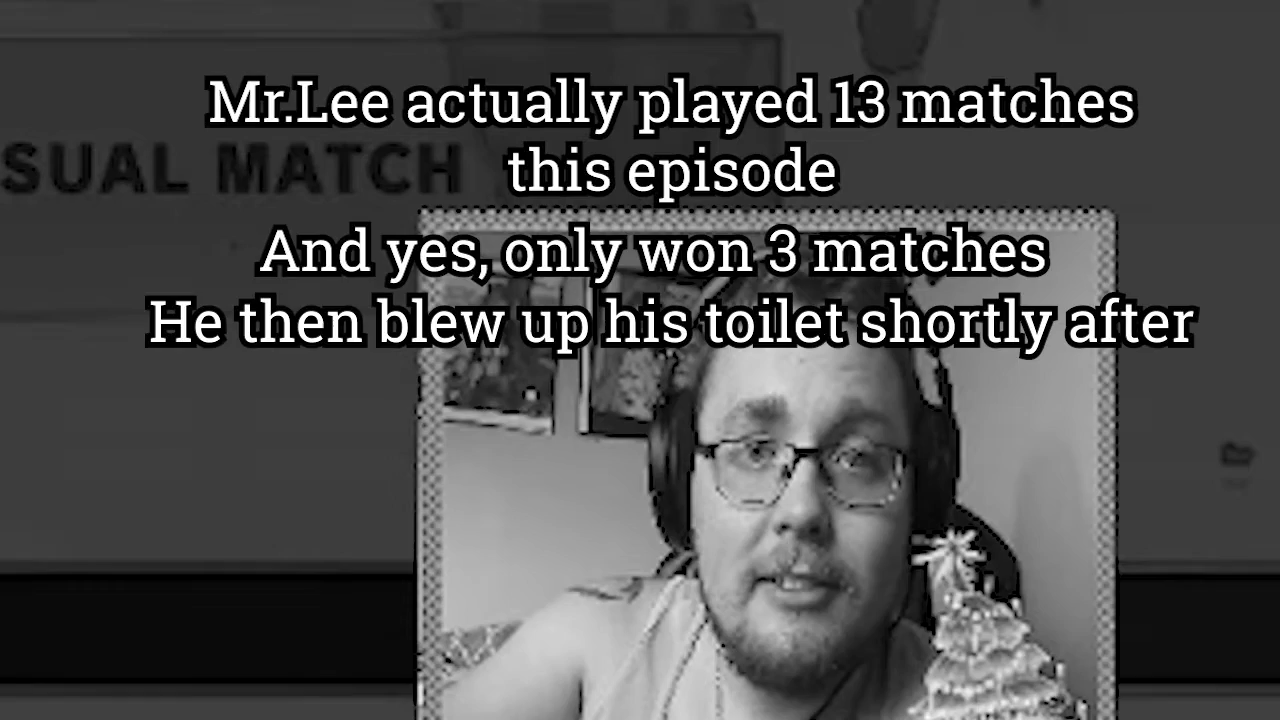 Mr.Lee actually played 13 matches
this episode
SUAL MATCH
And yes, only won 3 matches
He then blew up his toilet shortly after